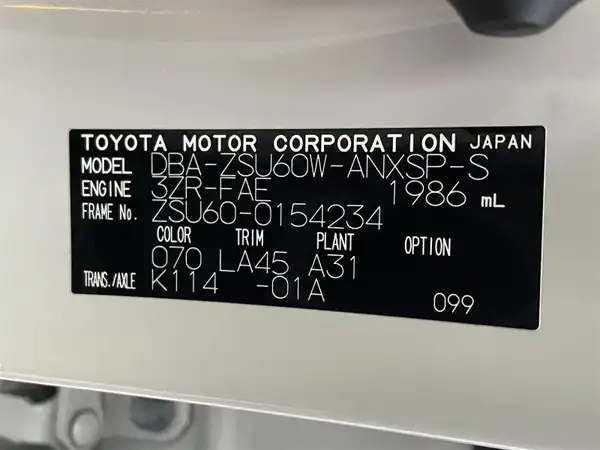 TOYOTA MOTOR CORPORATION JAPAN
MODEL DBA-ZSU60W-ANXSP-S
ENGINE 3ZR-FAE 1986 mL
FRAME No. ZSU60-0154234
COLOR TRIM PLANT OPTION
070 LA45 A31
TRANS./AXLE K114 -01A 099